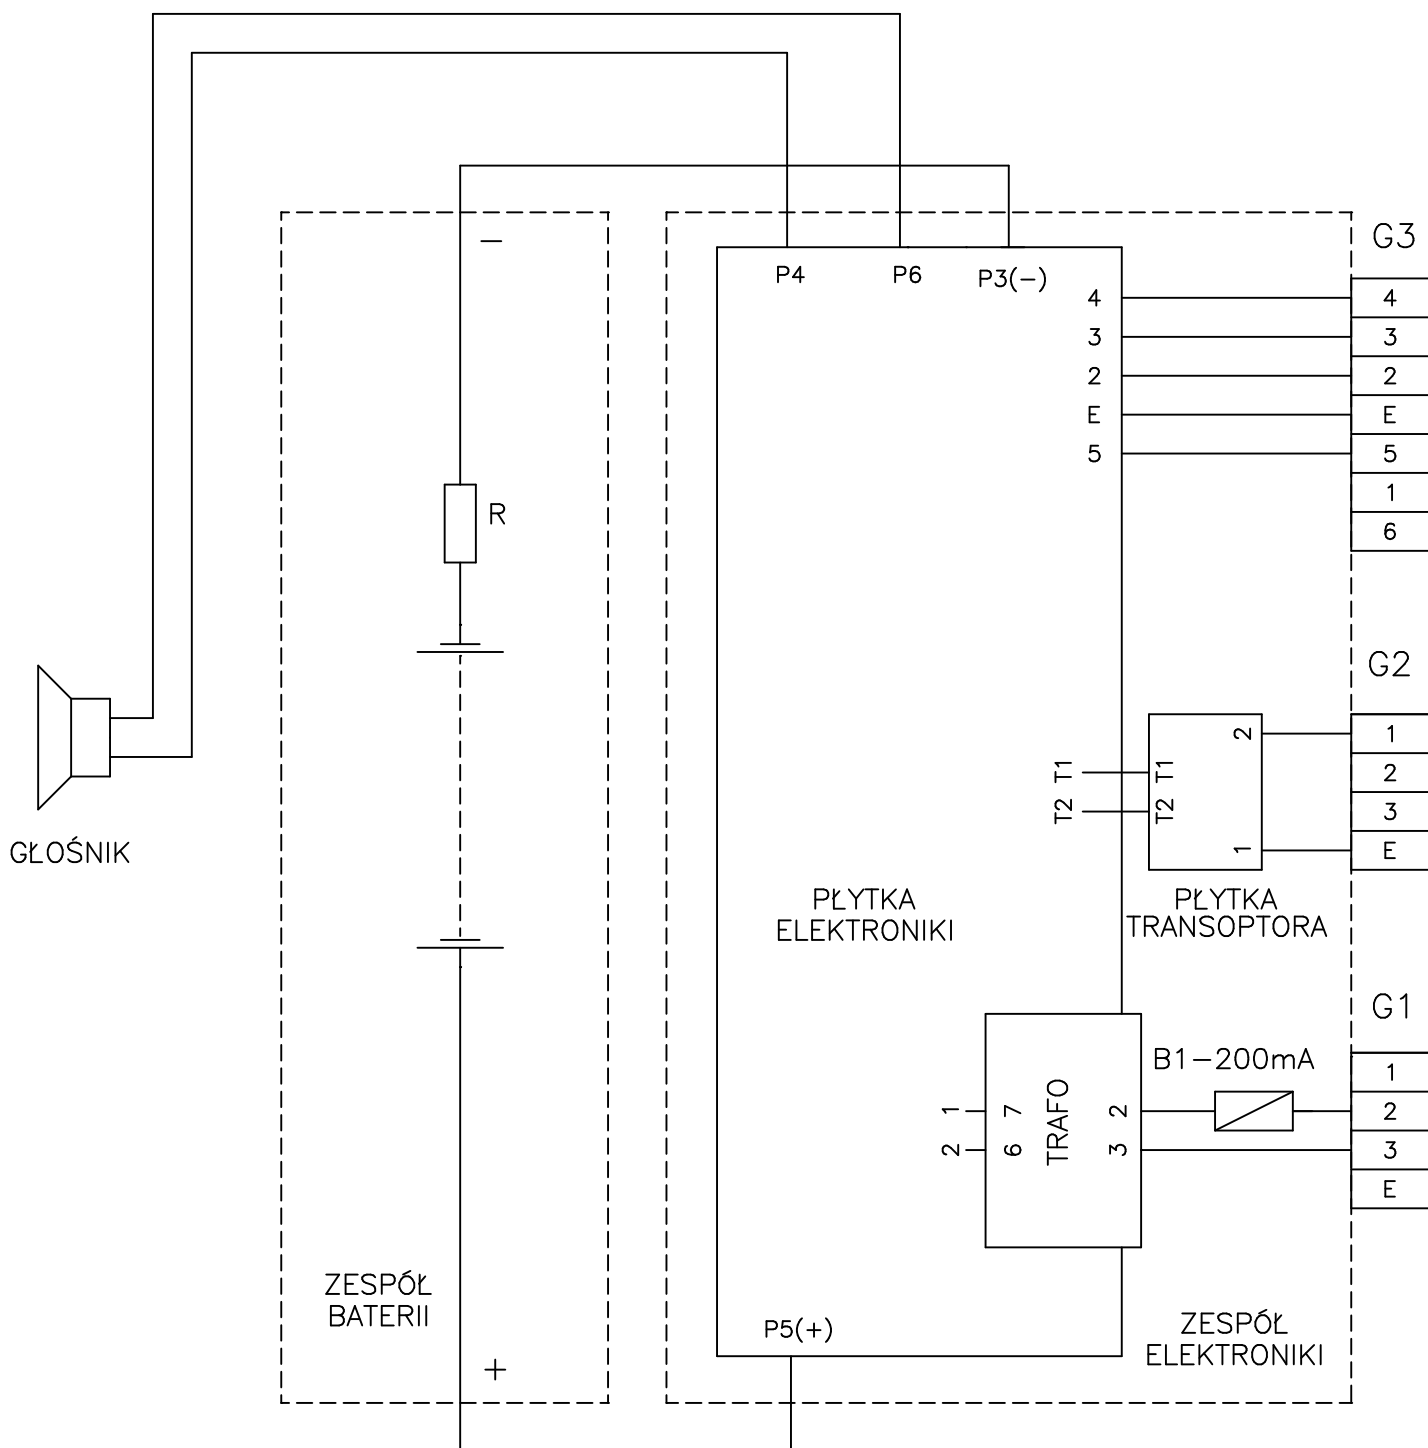 G3
P4 P6 P3(-)
4 4
3 3
2 2
E E
5 5
1
6
R
-
G2
2 1
T1 T1 2
T2 T2 3
1 E
GŁOŚNIK
PŁYTKA
ELEKTRONIKI
PŁYTKA
TRANSOPTORA
G1
B1-200mA
1
1 7 TRAFO 2 2
2 6 3 3
E
ZESPÓŁ
BATERII
P5(+)
ZESPÓŁ
ELEKTRONIKI
+